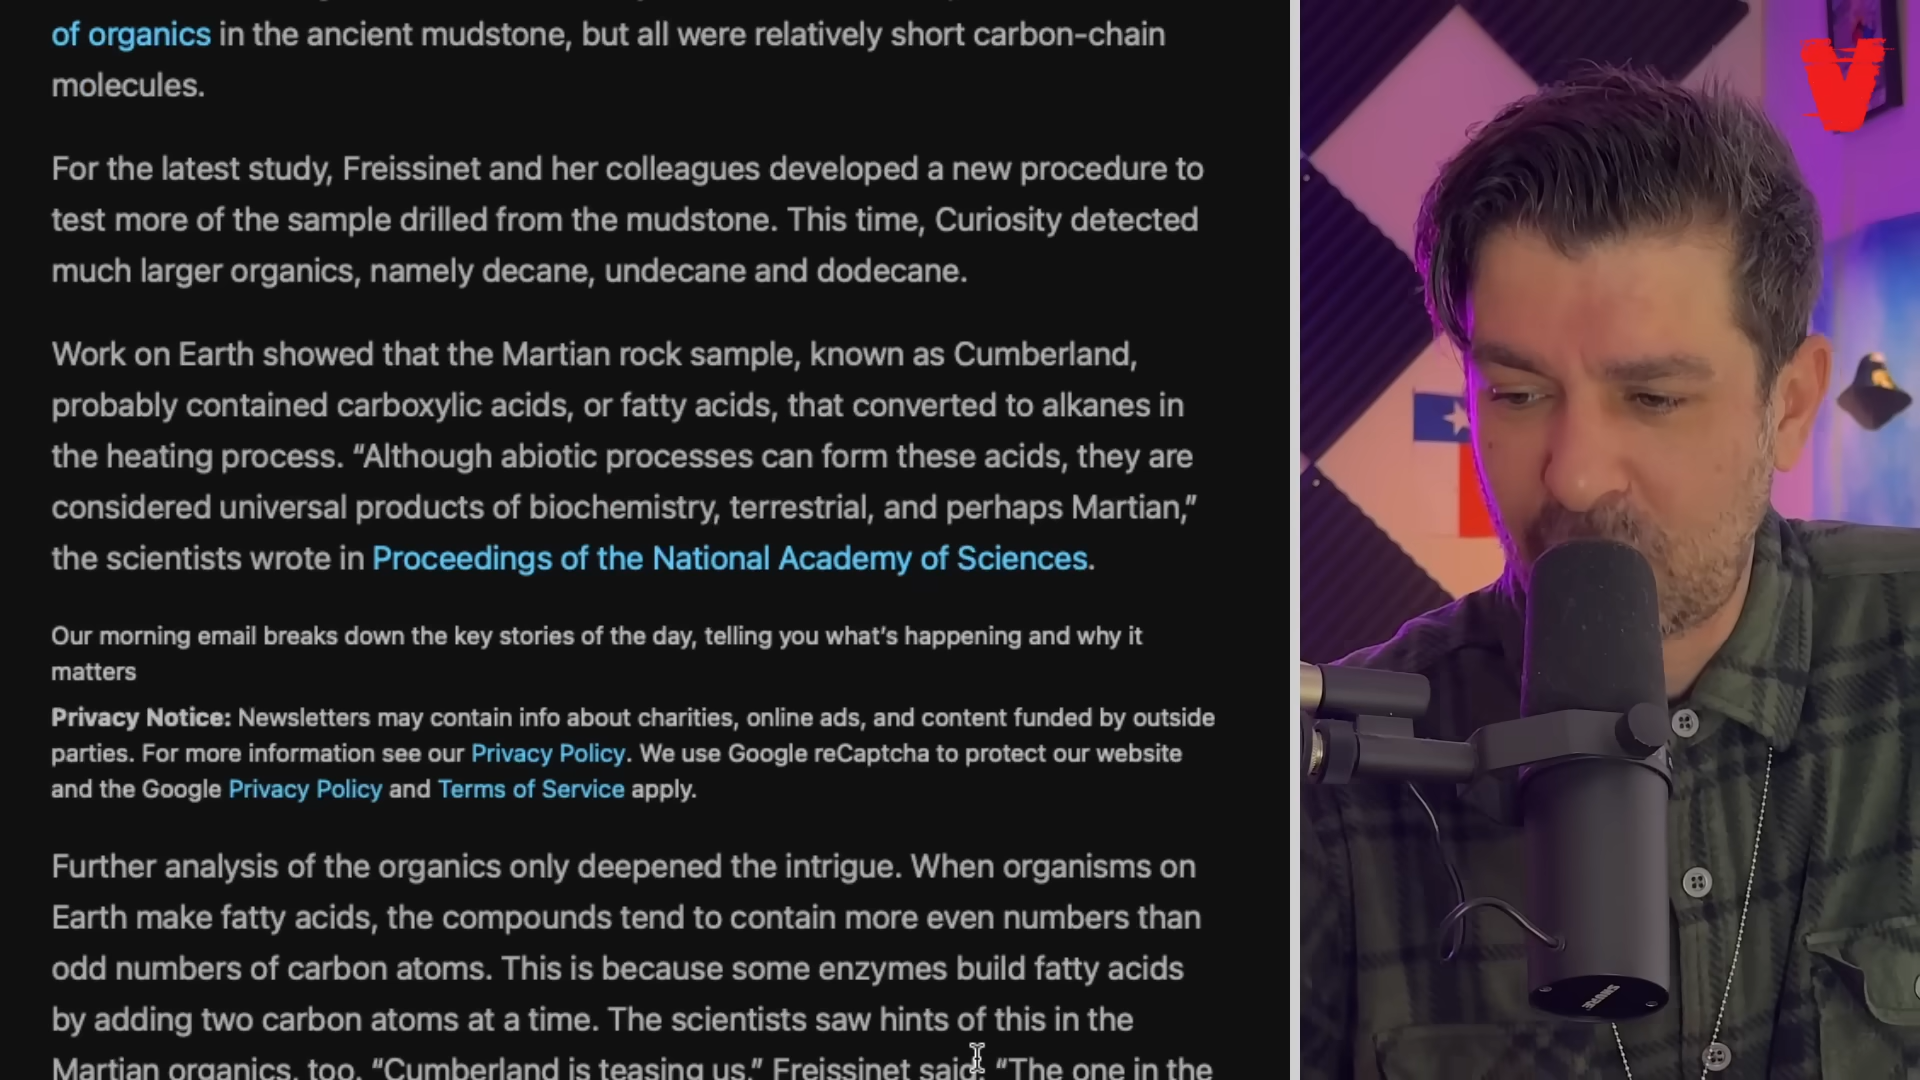 of organics in the ancient mudstone, but all were relatively short carbon-chain
molecules.
For the latest study, Freissinet and her colleagues developed a new procedure to
test more of the sample drilled from the mudstone. This time, Curiosity detected
much larger organics, namely decane, undecane and dodecane.
Work on Earth showed that the Martian rock sample, known as Cumberland,
probably contained carboxylic acids, or fatty acids, that converted to alkanes in
the heating process. “Although abiotic processes can form these acids, they are
considered universal products of biochemistry, terrestrial, and perhaps Martian,”
the scientists wrote in Proceedings of the National Academy of Sciences.
Our morning email breaks down the key stories of the day, telling you what’s happening and why it
matters
Privacy Notice: Newsletters may contain info about charities, online ads, and content funded by outside
parties. For more information see our Privacy Policy. We use Google reCaptcha to protect our website
and the Google Privacy Policy and Terms of Service apply.
Further analysis of the organics only deepened the intrigue. When organisms on
Earth make fatty acids, the compounds tend to contain more even numbers than
odd numbers of carbon atoms. This is because some enzymes build fatty acids
by adding two carbon atoms at a time. The scientists saw hints of this in the
Martian organics, too. “Cumberland is teasing us,” Freissinet said. “The one in the
V
SHURE